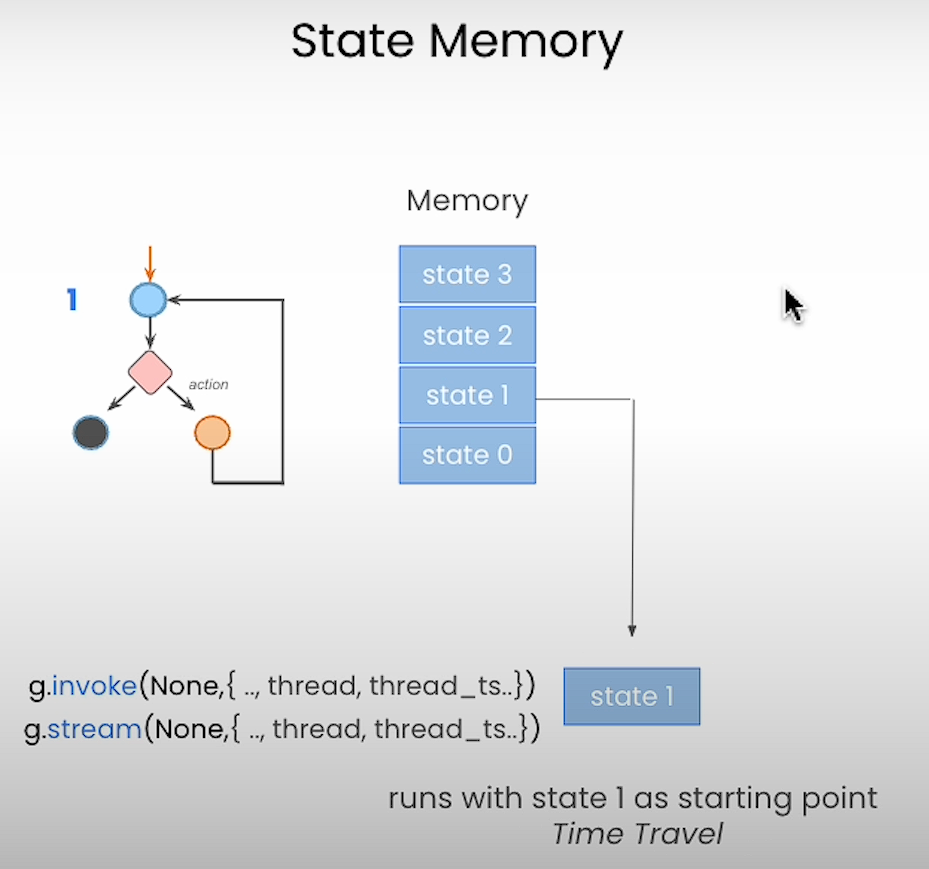 State Memory
Memory
1
state 3
state 2
state 1
state 0
action
g.invoke(None,{ .., thread, thread_ts..})
g.stream(None,{ .., thread, thread_ts..})
state 1
runs with state 1 as starting point
Time Travel